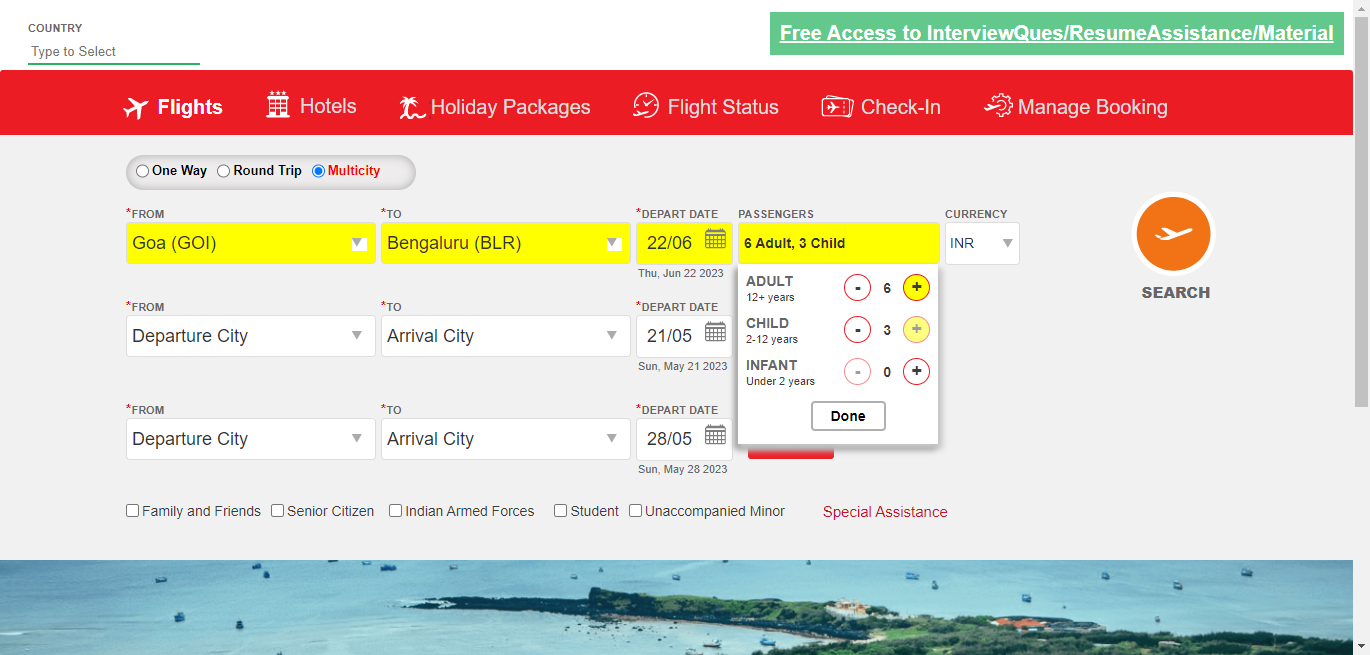 COUNTRY
Type to Select
Free Access to InterviewQues/ResumeAssistance/Material
Flights Hotels Holiday Packages Flight Status Check-In Manage Booking
One Way Round Trip Multicity
*FROM *TO *DEPART DATE PASSENGERS CURRENCY
Goa (GOI) Bengaluru (BLR) 22/06 6 Adult, 3 Child INR
Thu, Jun 22 2023
SEARCH
ADULT - 6 +
12+ years
*FROM *TO *DEPART DATE
CHILD - 3 +
2-12 years
Departure City Arrival City 21/05
Sun, May 21 2023
INFANT - 0 +
Under 2 years
Done
*FROM *TO *DEPART DATE
Departure City Arrival City 28/05
Sun, May 28 2023
Family and Friends Senior Citizen Indian Armed Forces Student Unaccompanied Minor Special Assistance